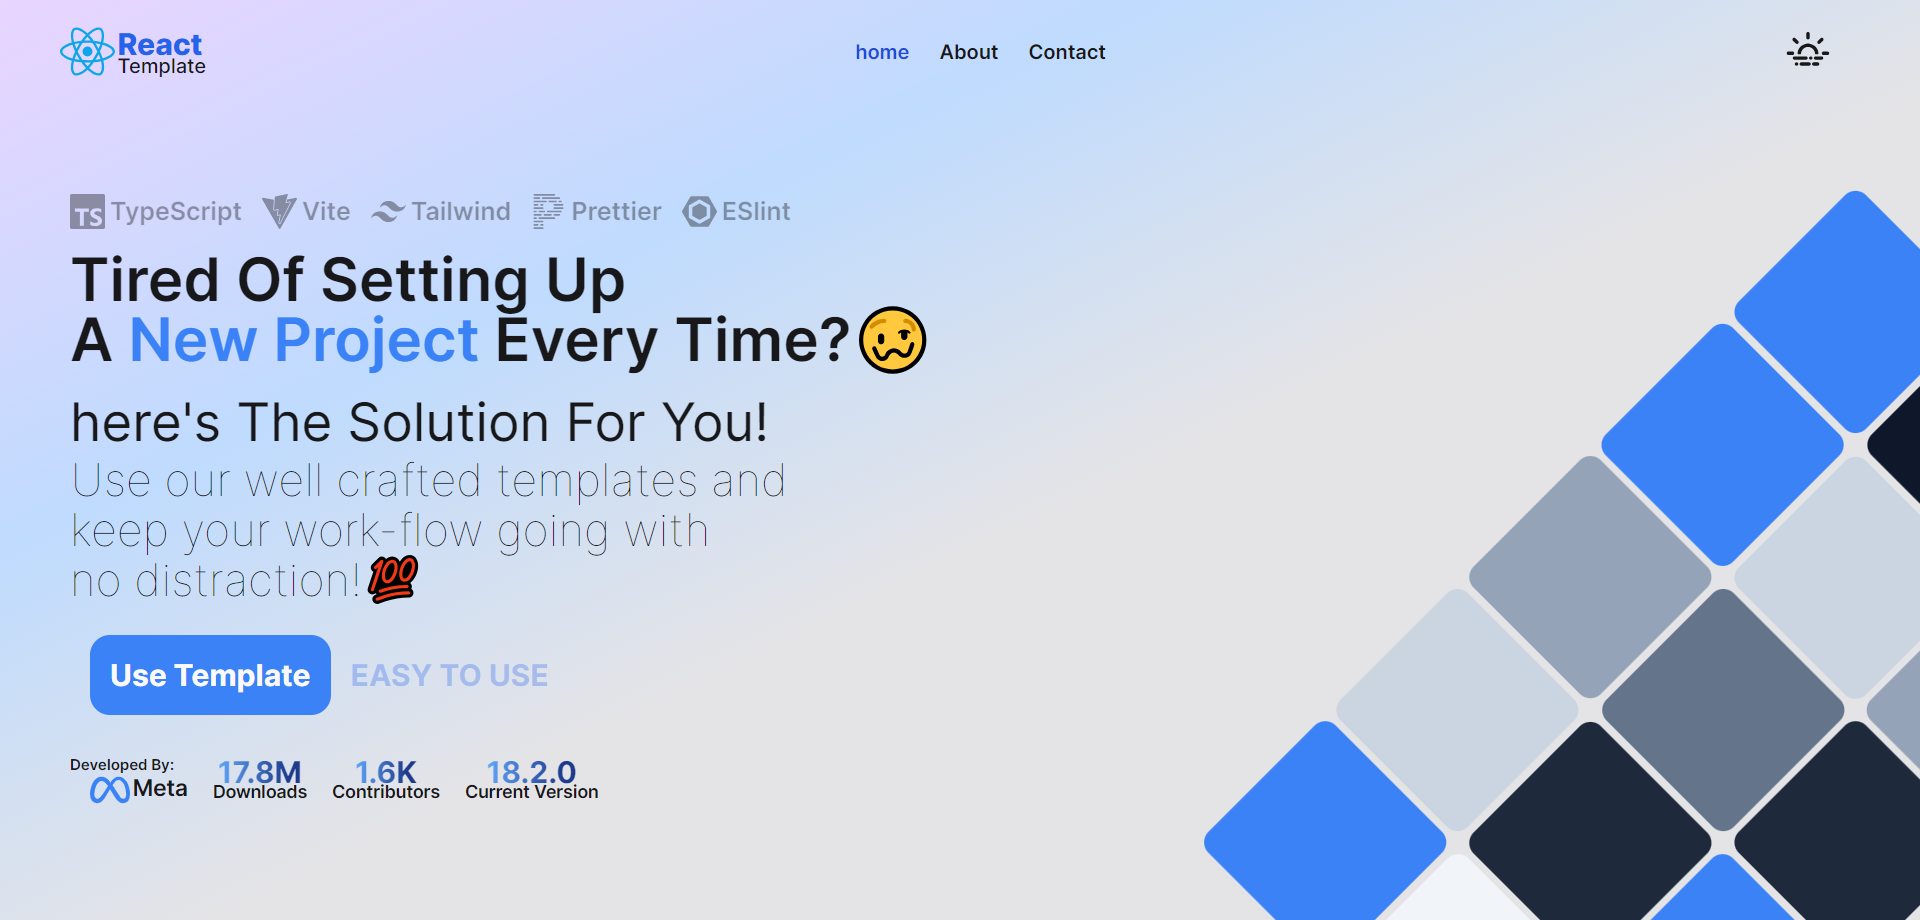 React
Template
home About Contact
TS TypeScript Vite Tailwind Prettier ESlint
Tired Of Setting Up
A New Project Every Time?🥴
here's The Solution For You!
Use our well crafted templates and
keep your work-flow going with
no distraction!💯
Use Template EASY TO USE
Developed By:
Meta
17.8M
Downloads
1.6K
Contributors
18.2.0
Current Version